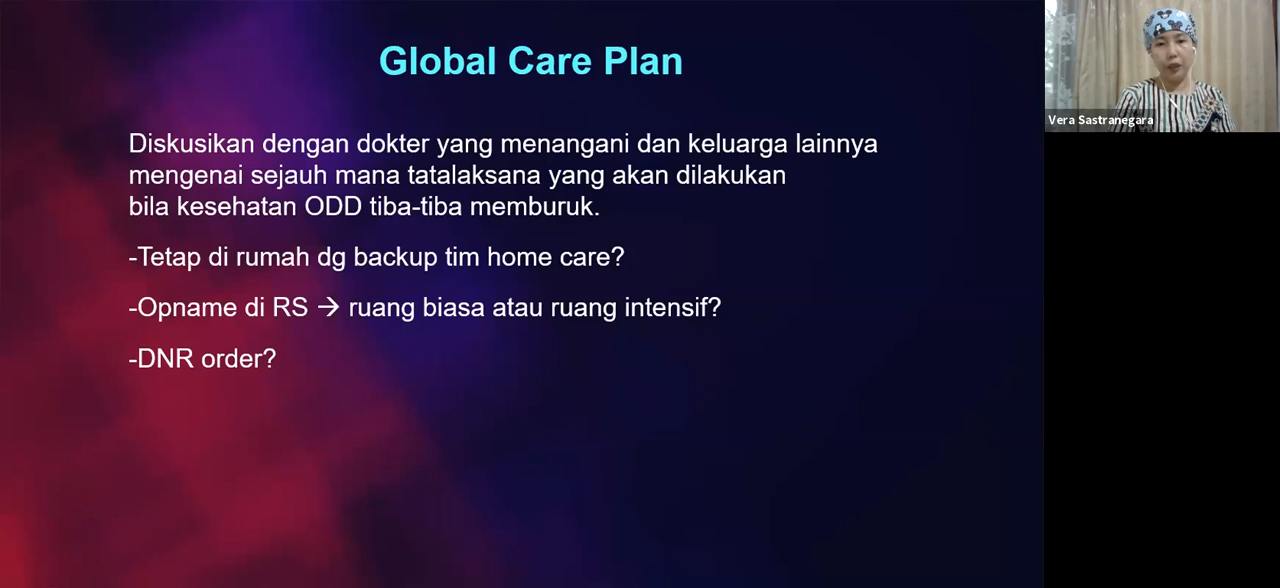 Global Care Plan
Diskusikan dengan dokter yang menangani dan keluarga lainnya
mengenai sejauh mana tatalaksana yang akan dilakukan
bila kesehatan ODD tiba-tiba memburuk.
-Tetap di rumah dg backup tim home care?
-Opname di RS → ruang biasa atau ruang intensif?
-DNR order?
Vera Sastranegara